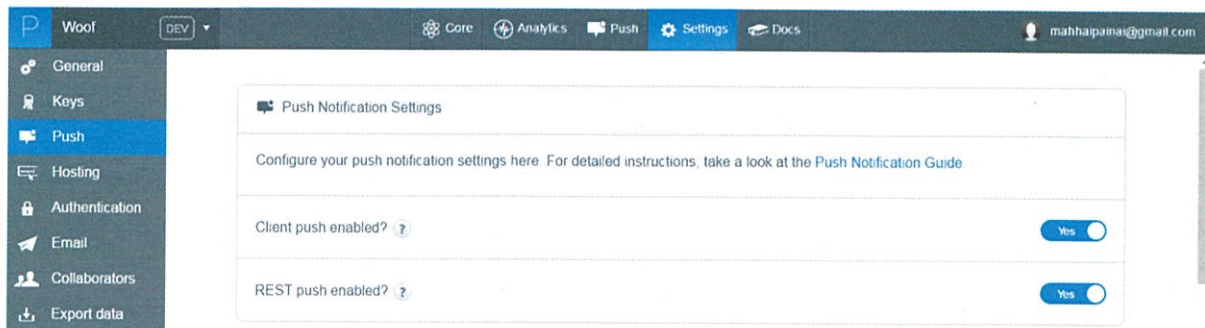 Woof DEV Core Analytics Push Settings Docs mahhaipainai@gmail.com
General
Keys
Push
Hosting
Authentication
Email
Collaborators
Export data
Push Notification Settings
Configure your push notification settings here. For detailed instructions, take a look at the Push Notification Guide
Client push enabled? ? Yes
REST push enabled? ? Yes